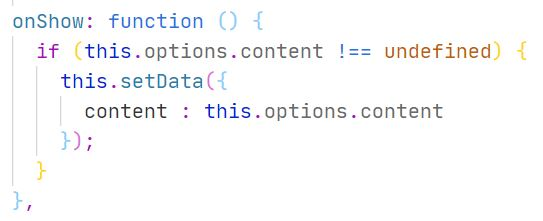 onShow: function () {
if (this.options.content !== undefined) {
this.setData({
content : this.options.content
});
}
},